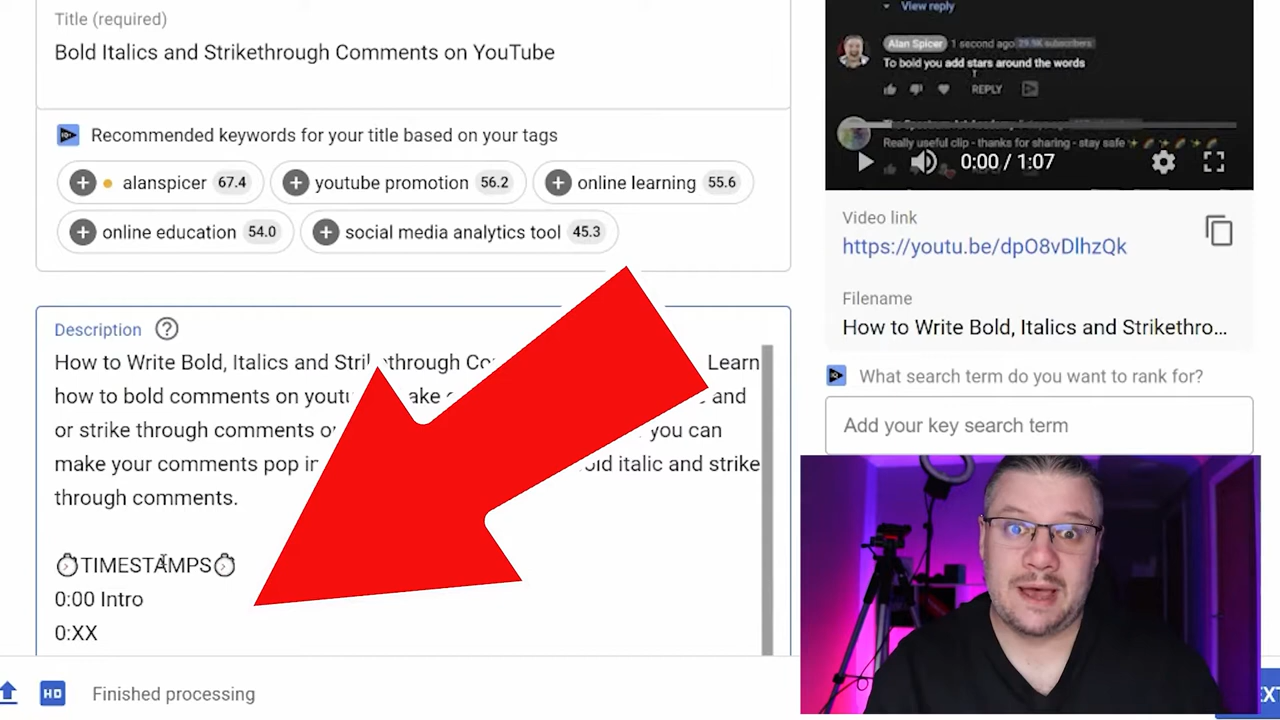 Title (required)
Bold Italics and Strikethrough Comments on YouTube
Recommended keywords for your title based on your tags
alanspicer 67.4
youtube promotion 56.2
online learning 55.6
online education 54.0
social media analytics tool 45.3
Description
How to Write Bold, Italics and Strikethrough Learn
how to bold comments on and
or strike through comments you can
make your comments pop italic and strike
through comments.
TIMESTAMPS
0:00 Intro
0:XX
HD Finished processing
View reply
Alan Spicer 1 second ago 29.9K subscribers
To bold you add stars around the words
REPLY
Really useful clip - thanks for sharing - stay safe
0:00 / 1:07
Video link
https://youtu.be/dpO8vDlhzQk
Filename
How to Write Bold, Italics and Strikethro...
What search term do you want to rank for?
Add your key search term